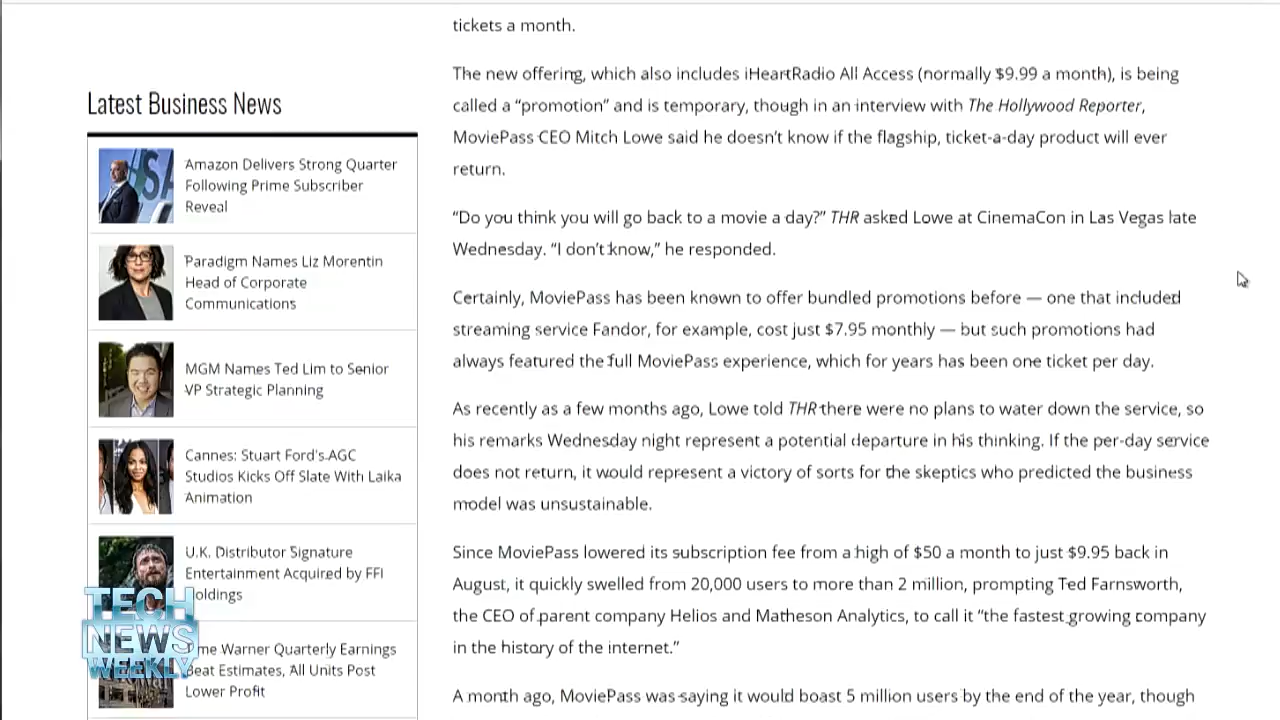 tickets a month.
The new offering, which also includes iHeartRadio All Access (normally $9.99 a month), is being
called a “promotion” and is temporary, though in an interview with The Hollywood Reporter,
MoviePass CEO Mitch Lowe said he doesn’t know if the flagship, ticket-a-day product will ever
return.
“Do you think you will go back to a movie a day?” THR asked Lowe at CinemaCon in Las Vegas late
Wednesday. “I don’t know,” he responded.
Certainly, MoviePass has been known to offer bundled promotions before — one that included
streaming service Fandor, for example, cost just $7.95 monthly — but such promotions had
always featured the full MoviePass experience, which for years has been one ticket per day.
As recently as a few months ago, Lowe told THR there were no plans to water down the service, so
his remarks Wednesday night represent a potential departure in his thinking. If the per-day service
does not return, it would represent a victory of sorts for the skeptics who predicted the business
model was unsustainable.
Since MoviePass lowered its subscription fee from a high of $50 a month to just $9.95 back in
August, it quickly swelled from 20,000 users to more than 2 million, prompting Ted Farnsworth,
the CEO of parent company Helios and Matheson Analytics, to call it “the fastest growing company
in the history of the internet.”
A month ago, MoviePass was saying it would boast 5 million users by the end of the year, though
Latest Business News
Amazon Delivers Strong Quarter
Following Prime Subscriber
Reveal
Paradigm Names Liz Morentin
Head of Corporate
Communications
MGM Names Ted Lim to Senior
VP Strategic Planning
Cannes: Stuart Ford’s AGC
Studios Kicks Off Slate With Laika
Animation
U.K. Distributor Signature
Entertainment Acquired by FFI
oldings
me Warner Quarterly Earnings
Beat Estimates, All Units Post
Lower Profit
TECH
NEWS
WEEKLY